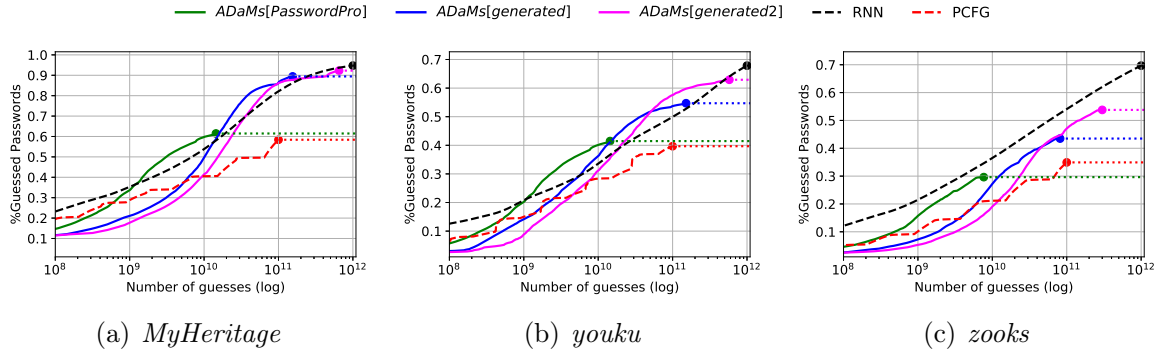 ADaMs[PasswordPro] ADaMs[generated] ADaMs[generated2] RNN PCFG
%Guessed Passwords
1.0
0.9
0.8
0.7
0.6
0.5
0.4
0.3
0.2
0.1
10^8 10^9 10^10 10^11 10^12
Number of guesses (log)
(a) MyHeritage
%Guessed Passwords
0.7
0.6
0.5
0.4
0.3
0.2
0.1
10^8 10^9 10^10 10^11 10^12
Number of guesses (log)
(b) youku
%Guessed Passwords
0.7
0.6
0.5
0.4
0.3
0.2
0.1
10^8 10^9 10^10 10^11 10^12
Number of guesses (log)
(c) zooks